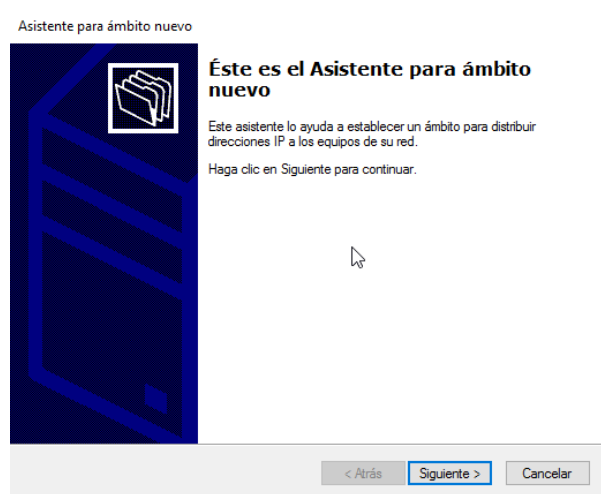 Asistente para ámbito nuevo
Éste es el Asistente para ámbito
nuevo
Este asistente lo ayuda a establecer un ámbito para distribuir
direcciones IP a los equipos de su red.
Haga clic en Siguiente para continuar.
< Atrás
Siguiente >
Cancelar